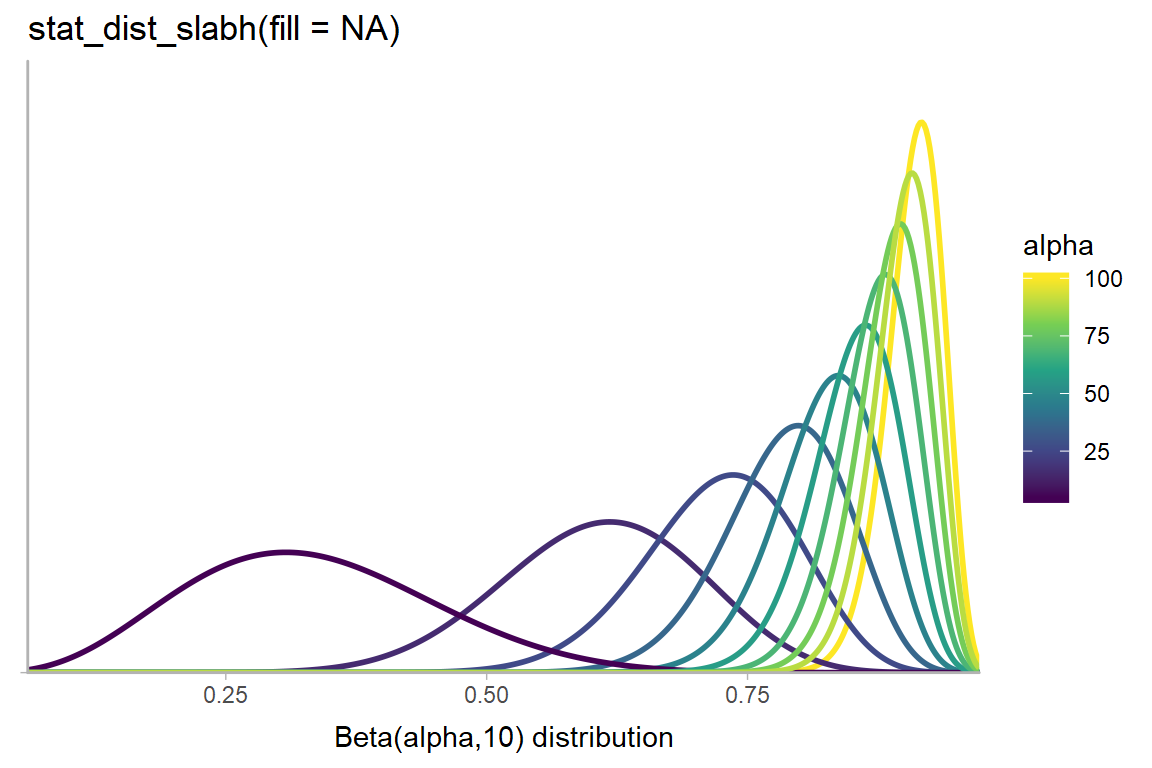 stat_dist_slabh(fill = NA)
alpha
100
75
50
25
0.25 0.50 0.75
Beta(alpha,10) distribution